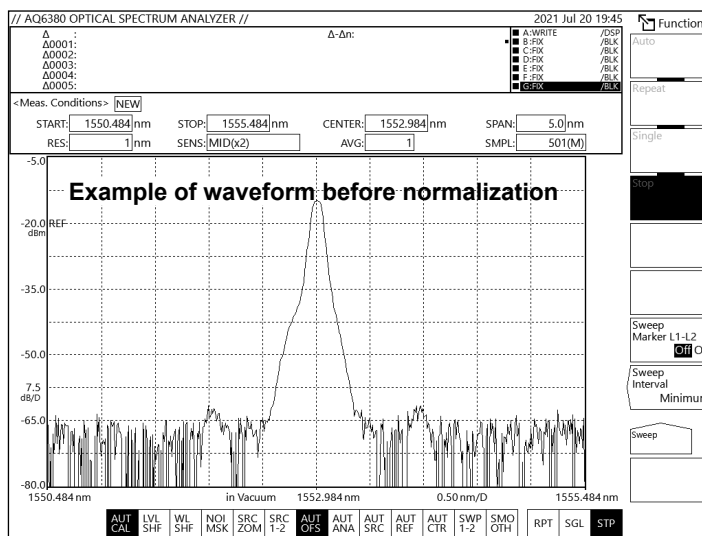 // AQ6380 OPTICAL SPECTRUM ANALYZER // 2021 Jul 20 19:45
Δ :
Δ0001:
Δ0002:
Δ0003:
Δ0004:
Δ0005:
Δ-Δn:
A:WRITE /DSP
B:FIX /BLK
C:FIX /BLK
D:FIX /BLK
E:FIX /BLK
F:FIX /BLK
G:FIX /BLK
<Meas. Conditions> NEW
START: 1550.484 nm STOP: 1555.484 nm CENTER: 1552.984 nm SPAN: 5.0 nm
RES: 1 nm SENS: MID(x2) AVG: 1 SMPL: 501(M)
Example of waveform before normalization
-5.0
-20.0 REF
dBm
-35.0
-50.0
7.5
dB/D
-65.0
-80.0
1550.484 nm in Vacuum 1552.984 nm 0.50 nm/D 1555.484 nm
AUT CAL
LVL SHF
WL SHF
NOI MSK
SRC ZOM
SRC 1-2
AUT OFS
AUT ANA
AUT SRC
AUT REF
AUT CTR
SWP 1-2
SMO OTH
RPT
SGL
STP
Function
Auto
Repeat
Single
Stop
Sweep
Marker L1-L2
Off O
Sweep
Interval
Minimum
Sweep